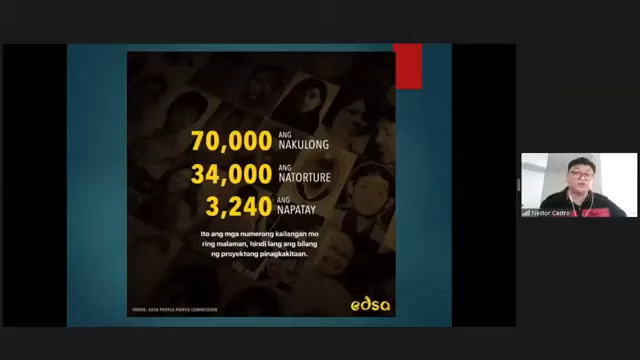 70,000 ANG NAKULONG
34,000 ANG NATORTURE
3,240 ANG NAPATAY
Ito ang mga numerong kailangan mo
ring malaman, hindi lang ang bilang
ng proyektong pinagkakitaan.
PHOTO: EDSA PEOPLE POWER COMMISSION
edsa
Nestor Castro